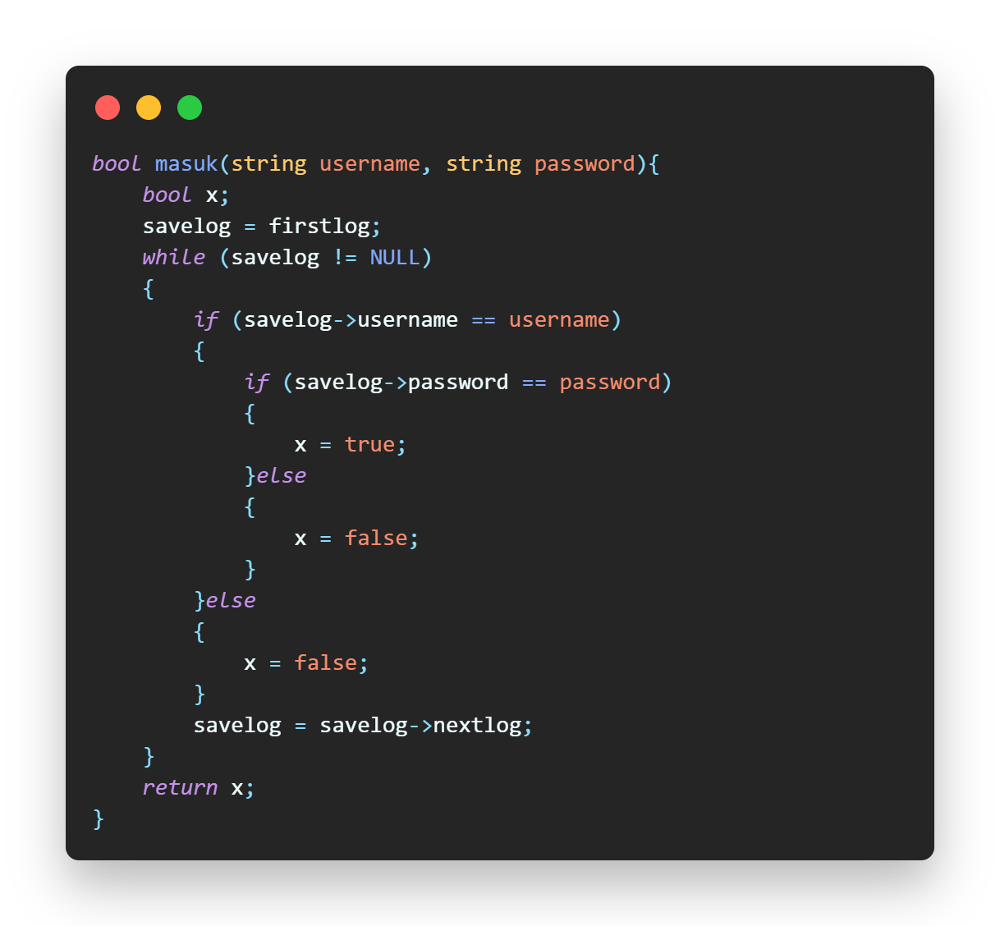 bool masuk(string username, string password){
    bool x;
    savelog = firstlog;
    while (savelog != NULL)
    {
        if (savelog->username == username)
        {
            if (savelog->password == password)
            {
                x = true;
            }else
            {
                x = false;
            }
        }else
        {
            x = false;
        }
        savelog = savelog->nextlog;
    }
    return x;
}